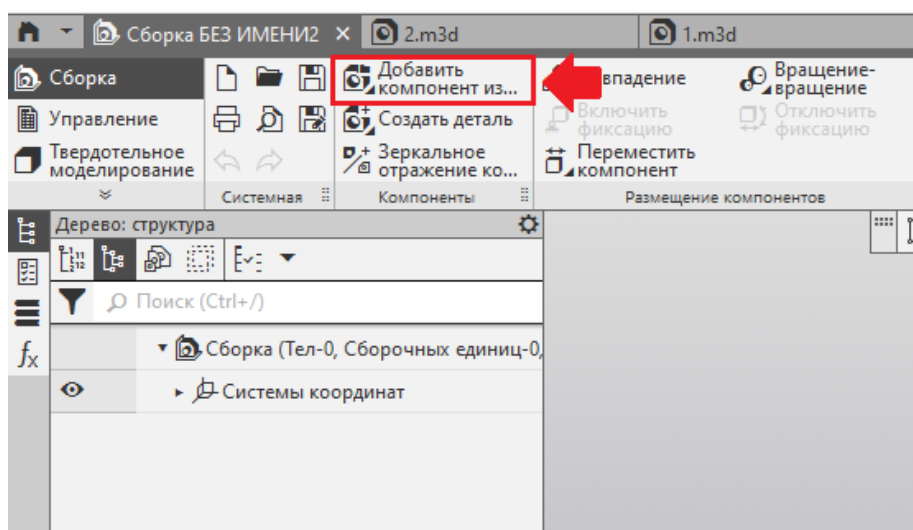 Сборка БЕЗ ИМЕНИ2
2.m3d
1.m3d
Сборка
Управление
Твердотельное
моделирование
Системная
Добавить
компонент из...
Создать деталь
Зеркальное
отражение ко...
Компоненты
впадение
Включить
фиксацию
Переместить
компонент
Вращение-
вращение
Отключить
фиксацию
Размещение компонентов
Дерево: структура
Поиск (Ctrl+/)
Сборка (Тел-0, Сборочных единиц-0,
Системы координат